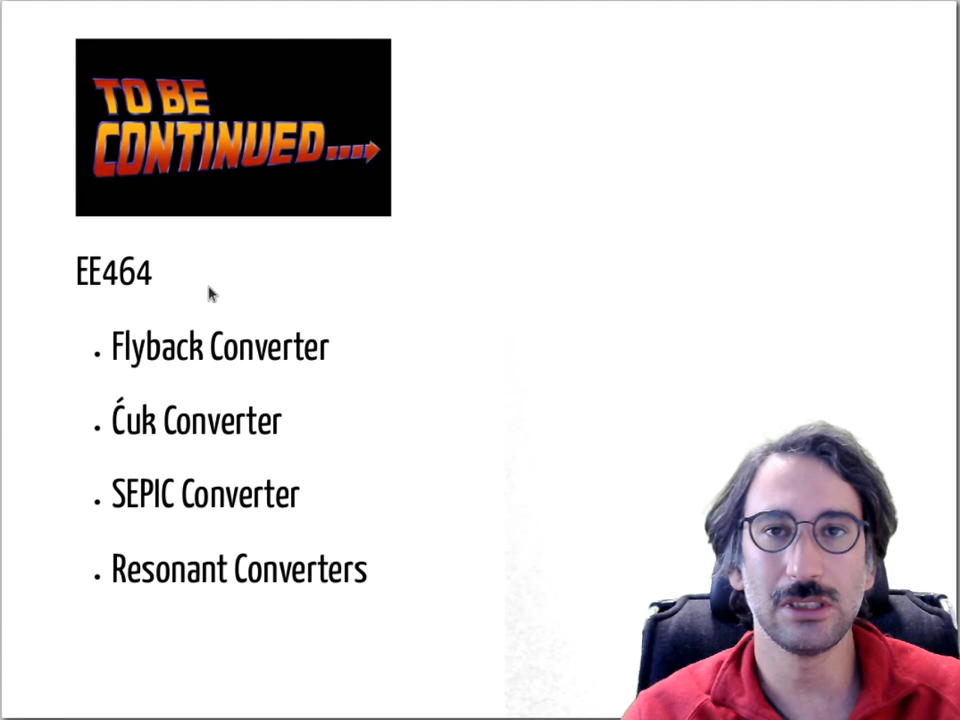 TO BE
CONTINUED....
EE464
• Flyback Converter
• Ćuk Converter
• SEPIC Converter
• Resonant Converters